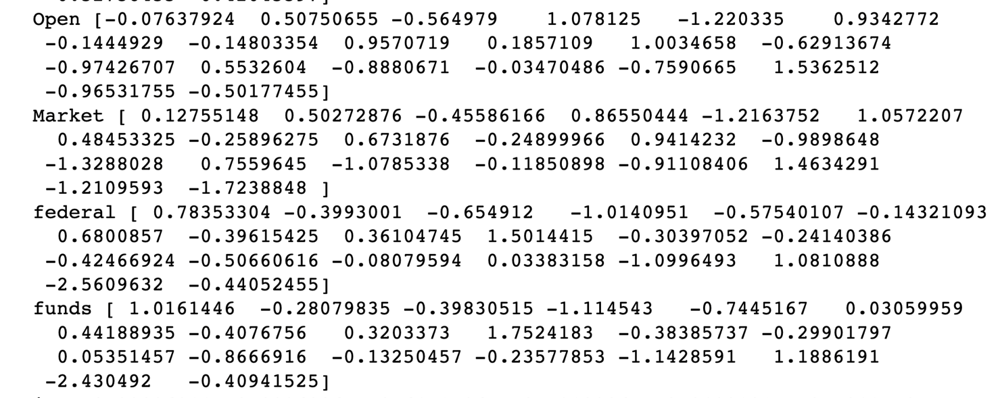 Open [-0.07637924 0.50750655 -0.564979 1.078125 -1.220335 0.9342772
-0.1444929 -0.14803354 0.9570719 0.1857109 1.0034658 -0.62913674
-0.97426707 0.5532604 -0.8880671 -0.03470486 -0.7590665 1.5362512
-0.96531755 -0.50177455]
Market [ 0.12755148 0.50272876 -0.45586166 0.86550444 -1.2163752 1.0572207
0.48453325 -0.25896275 0.6731876 -0.24899966 0.9414232 -0.9898648
-1.3288028 0.7559645 -1.0785338 -0.11850898 -0.91108406 1.4634291
-1.2109593 -1.7238848 ]
federal [ 0.78353304 -0.3993001 -0.654912 -1.0140951 -0.57540107 -0.14321093
0.6800857 -0.39615425 0.36104745 1.5014415 -0.30397052 -0.24140386
-0.42466924 -0.50660616 -0.08079594 0.03383158 -1.0996493 1.0810888
-2.5609632 -0.44052455]
funds [ 1.0161446 -0.28079835 -0.39830515 -1.114543 -0.7445167 0.03059959
0.44188935 -0.4076756 0.3203373 1.7524183 -0.38385737 -0.29901797
0.05351457 -0.8666916 -0.13250457 -0.23577853 -1.1428591 1.1886191
-2.430492 -0.40941525]